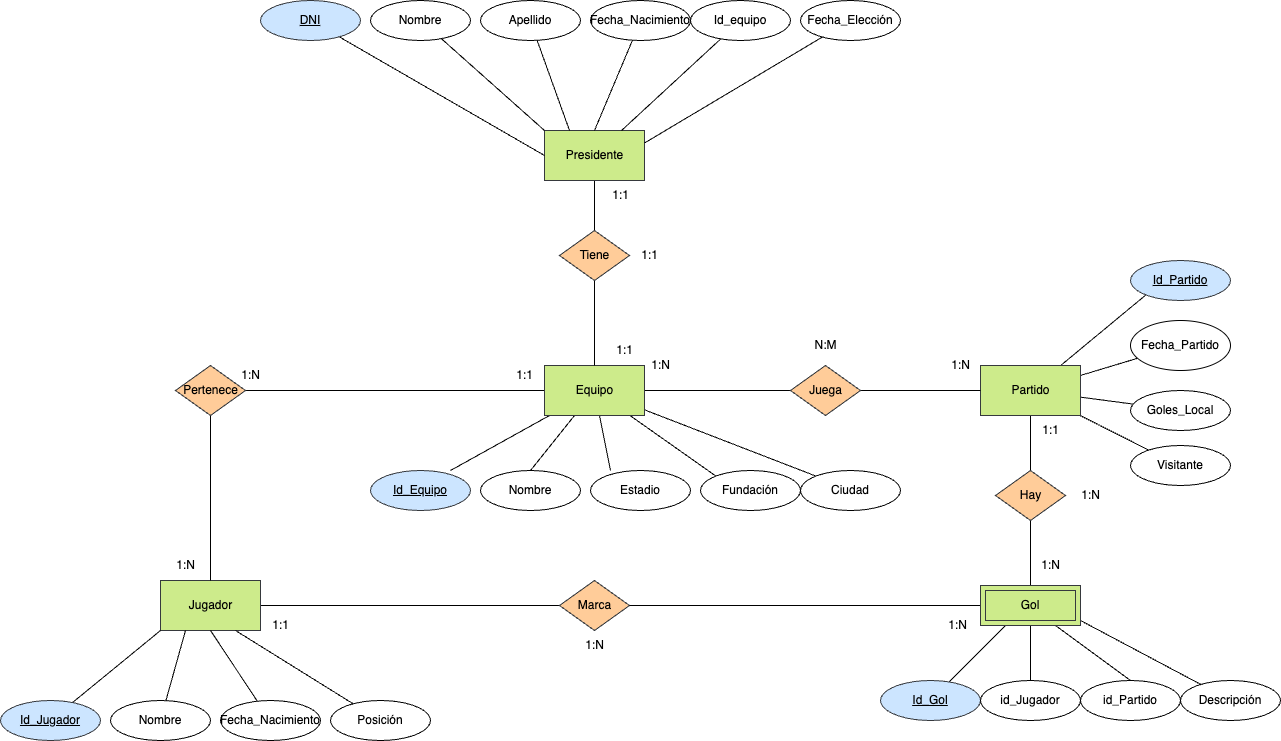 DNI
Nombre
Apellido
Fecha_Nacimiento
Id_equipo
Fecha_Elección
Presidente
1:1
Tiene
1:1
1:1
Pertenece
1:N
1:1
Equipo
1:N
N:M
Juega
1:N
Partido
Id_Partido
Fecha_Partido
Goles_Local
Visitante
1:1
Id_Equipo
Nombre
Estadio
Fundación
Ciudad
Hay
1:N
1:N
1:N
Jugador
1:1
Marca
1:N
1:N
Gol
Id_Jugador
Nombre
Fecha_Nacimiento
Posición
Id_Gol
id_Jugador
id_Partido
Descripción